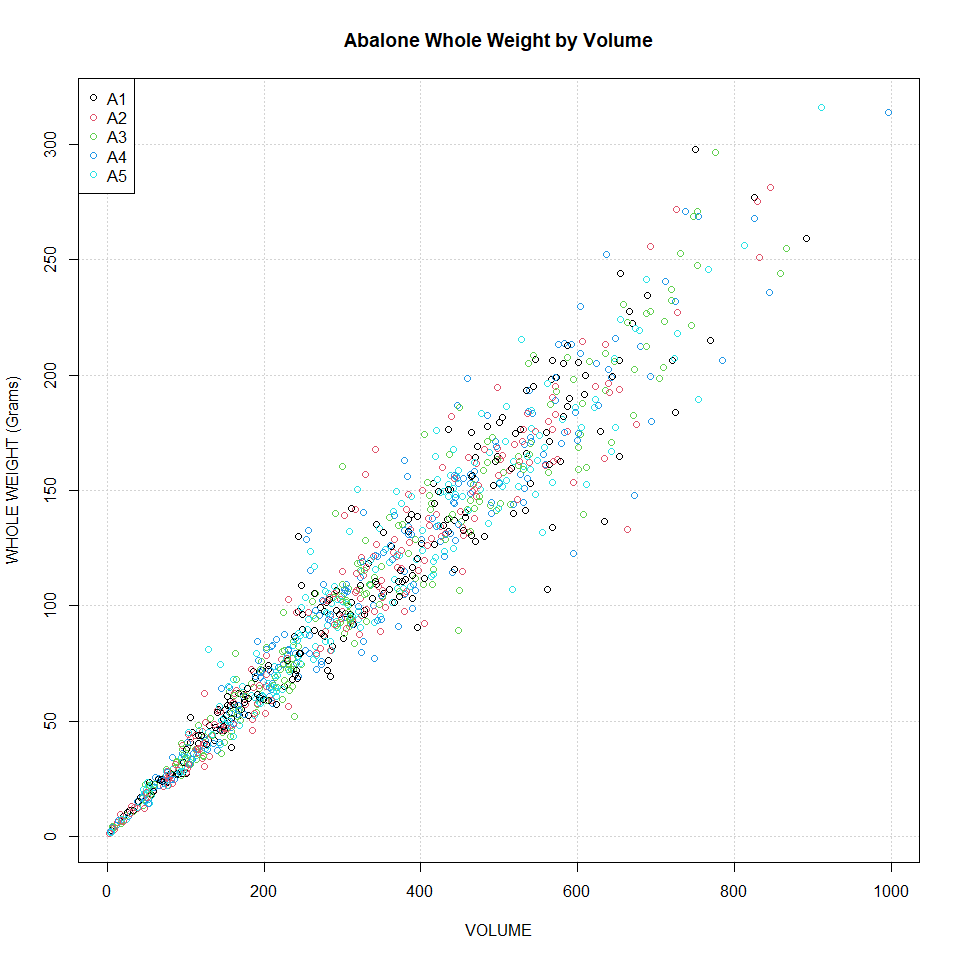 Abalone Whole Weight by Volume
A1
A2
A3
A4
A5
WHOLE WEIGHT (Grams)
300
250
200
150
100
50
0
0 200 400 600 800 1000
VOLUME